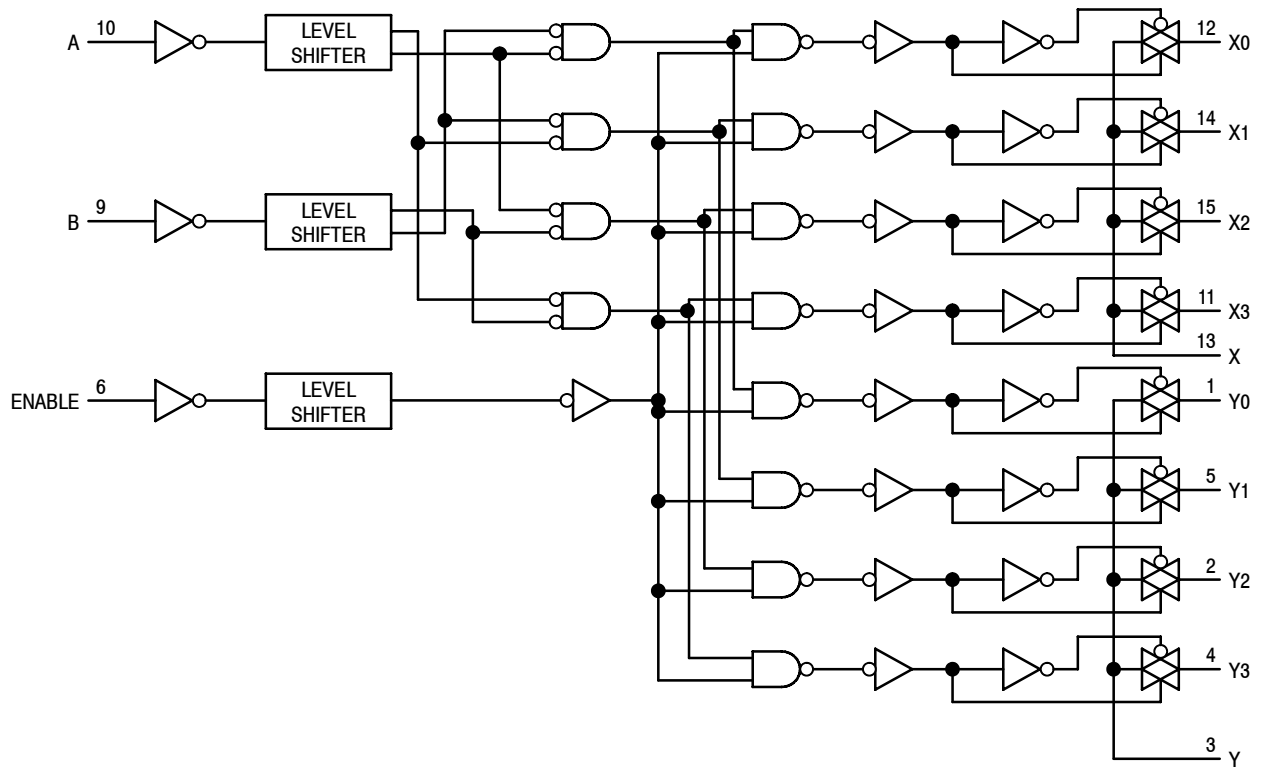 A 10 LEVEL SHIFTER 12 X0
14 X1
B 9 LEVEL SHIFTER 15 X2
11 X3
13 X
ENABLE 6 LEVEL SHIFTER 1 Y0
5 Y1
2 Y2
4 Y3
3 Y